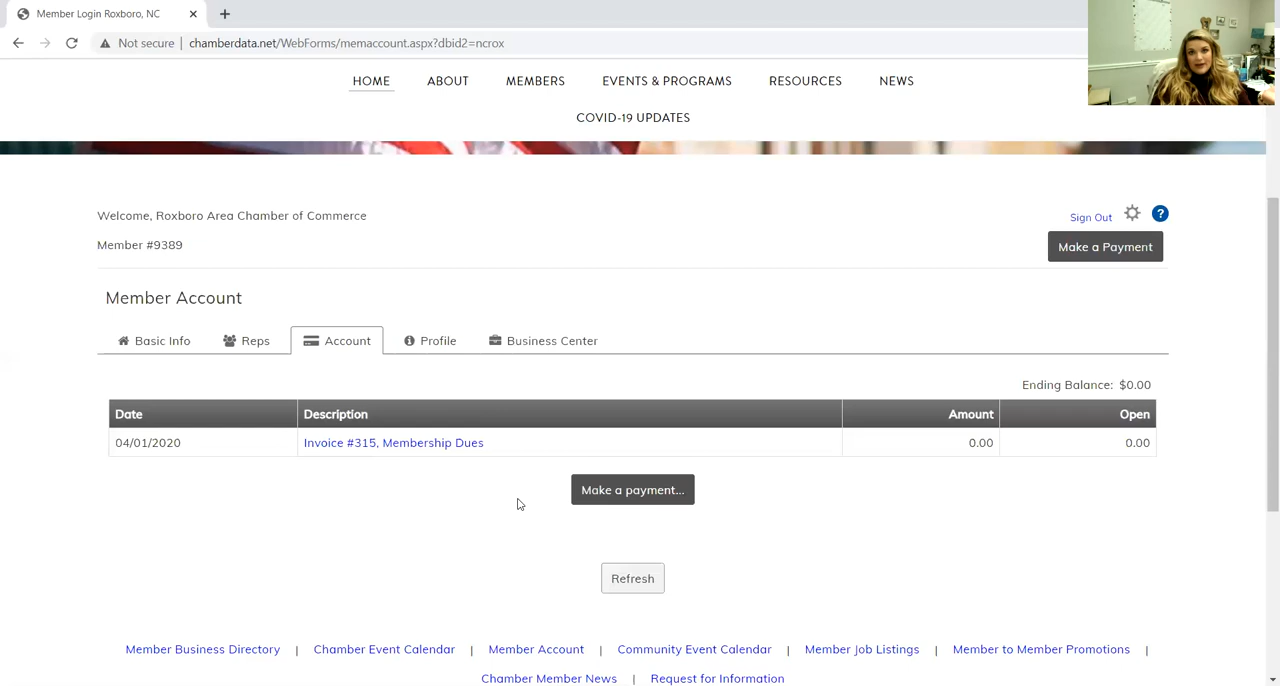 Member Login Roxboro, NC
Not secure | chamberdata.net/WebForms/memaccount.aspx?dbid2=ncrox
HOME ABOUT MEMBERS EVENTS & PROGRAMS RESOURCES NEWS
COVID-19 UPDATES
Welcome, Roxboro Area Chamber of Commerce
Sign Out ?
Member #9389
Make a Payment
Member Account
Basic Info Reps Account Profile Business Center
Ending Balance: $0.00
Date Description Amount Open
04/01/2020 Invoice #315, Membership Dues 0.00 0.00
Make a payment...
Refresh
Member Business Directory | Chamber Event Calendar | Member Account | Community Event Calendar | Member Job Listings | Member to Member Promotions |
Chamber Member News | Request for Information